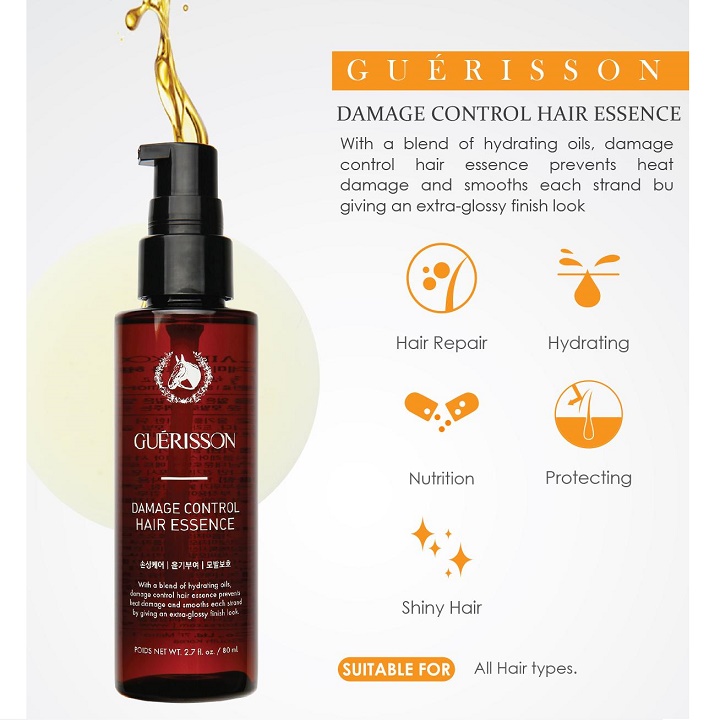 GUÉRISSON
DAMAGE CONTROL HAIR ESSENCE
With a blend of hydrating oils, damage
control hair essence prevents heat
damage and smooths each strand bu
giving an extra-glossy finish look
Hair Repair
Hydrating
Nutrition
Protecting
Shiny Hair
SUITABLE FOR
All Hair types.
GUÉRISSON
DAMAGE CONTROL
HAIR ESSENCE
손상케어 | 윤기부여 | 모발보호
With a blend of hydrating oils,
damage control hair essence prevents
heat damage and smooths each strand
by giving an extra-glossy finish look.
POIDS NET WT. 2.7 fl. oz. / 80 ml